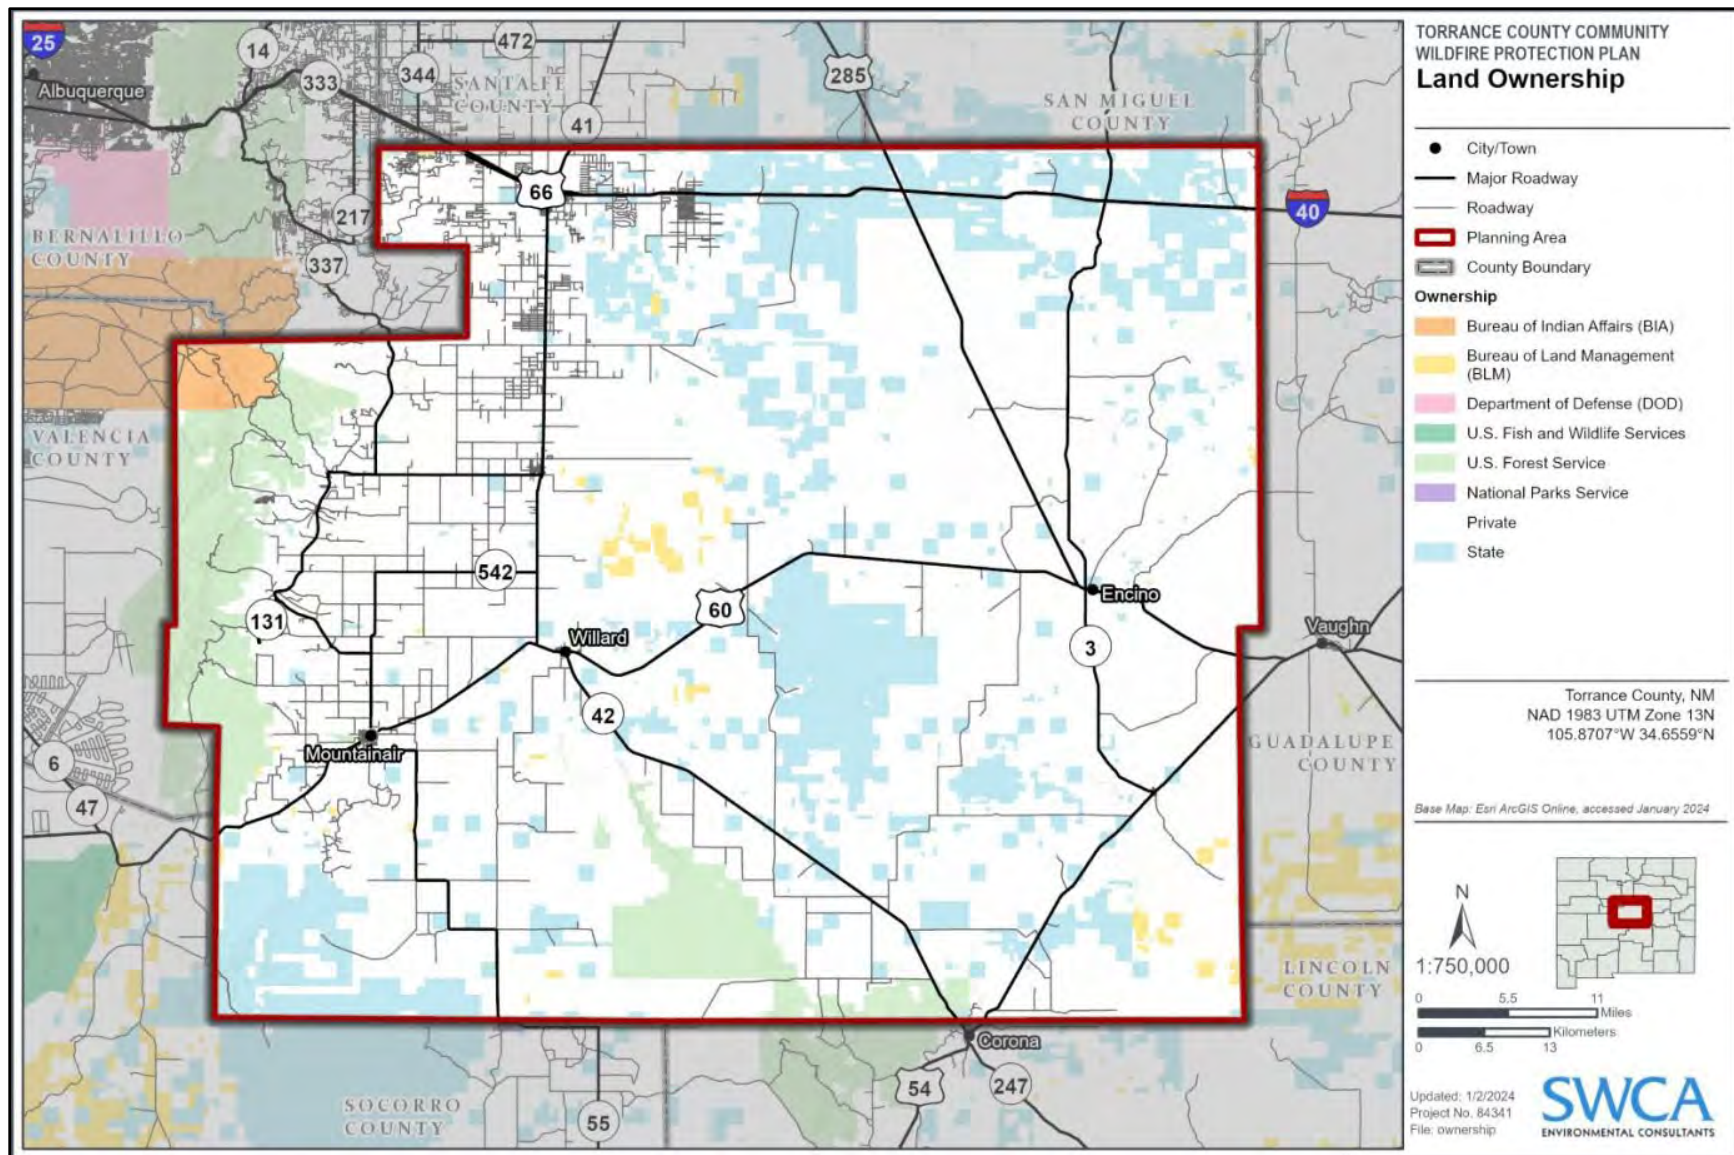 25
14
472
333
344
285
Albuquerque
SANTA FE
COUNTY
SAN MIGUEL
COUNTY
41
66
40
217
BERNALILLO
COUNTY
337
VALENCIA
COUNTY
542
Encino
131
60
Willard
3
Vaughn
42
Mountainair
GUADALUPE
COUNTY
6
47
LINCOLN
COUNTY
Corona
54
247
SOCORRO
COUNTY
55
TORRANCE COUNTY COMMUNITY
WILDFIRE PROTECTION PLAN
Land Ownership
City/Town
Major Roadway
Roadway
Planning Area
County Boundary
Ownership
Bureau of Indian Affairs (BIA)
Bureau of Land Management
(BLM)
Department of Defense (DOD)
U.S. Fish and Wildlife Services
U.S. Forest Service
National Parks Service
Private
State
Torrance County, NM
NAD 1983 UTM Zone 13N
105.8707°W 34.6559°N
Base Map: Esri ArcGIS Online, accessed January 2024
N
1:750,000
0 5.5 11
Miles
Kilometers
0 6.5 13
Updated: 1/2/2024
Project No. 84341
File: ownership
SWCA
ENVIRONMENTAL CONSULTANTS